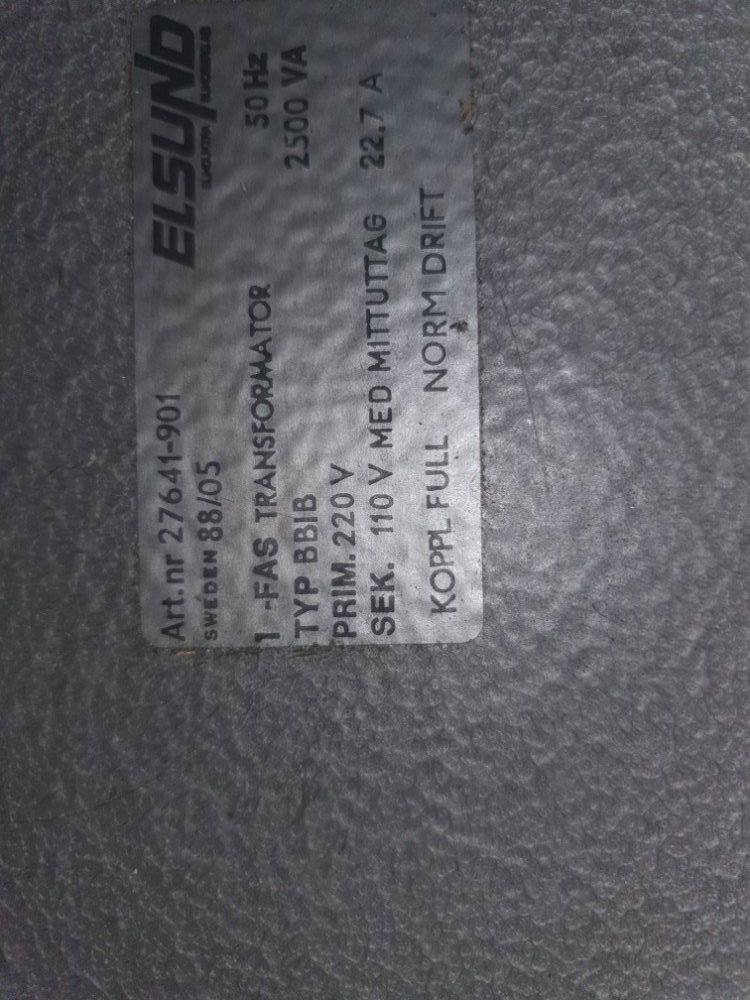 ELSUND
Art.nr 27641-901
SWEDEN 88/05
1 -FAS TRANSFORMATOR 50 Hz
TYP BBIB 2500 VA
PRIM. 220 V
SEK. 110 V MED MITTUTTAG 22.7 A
KOPPL FULL NORM DRIFT